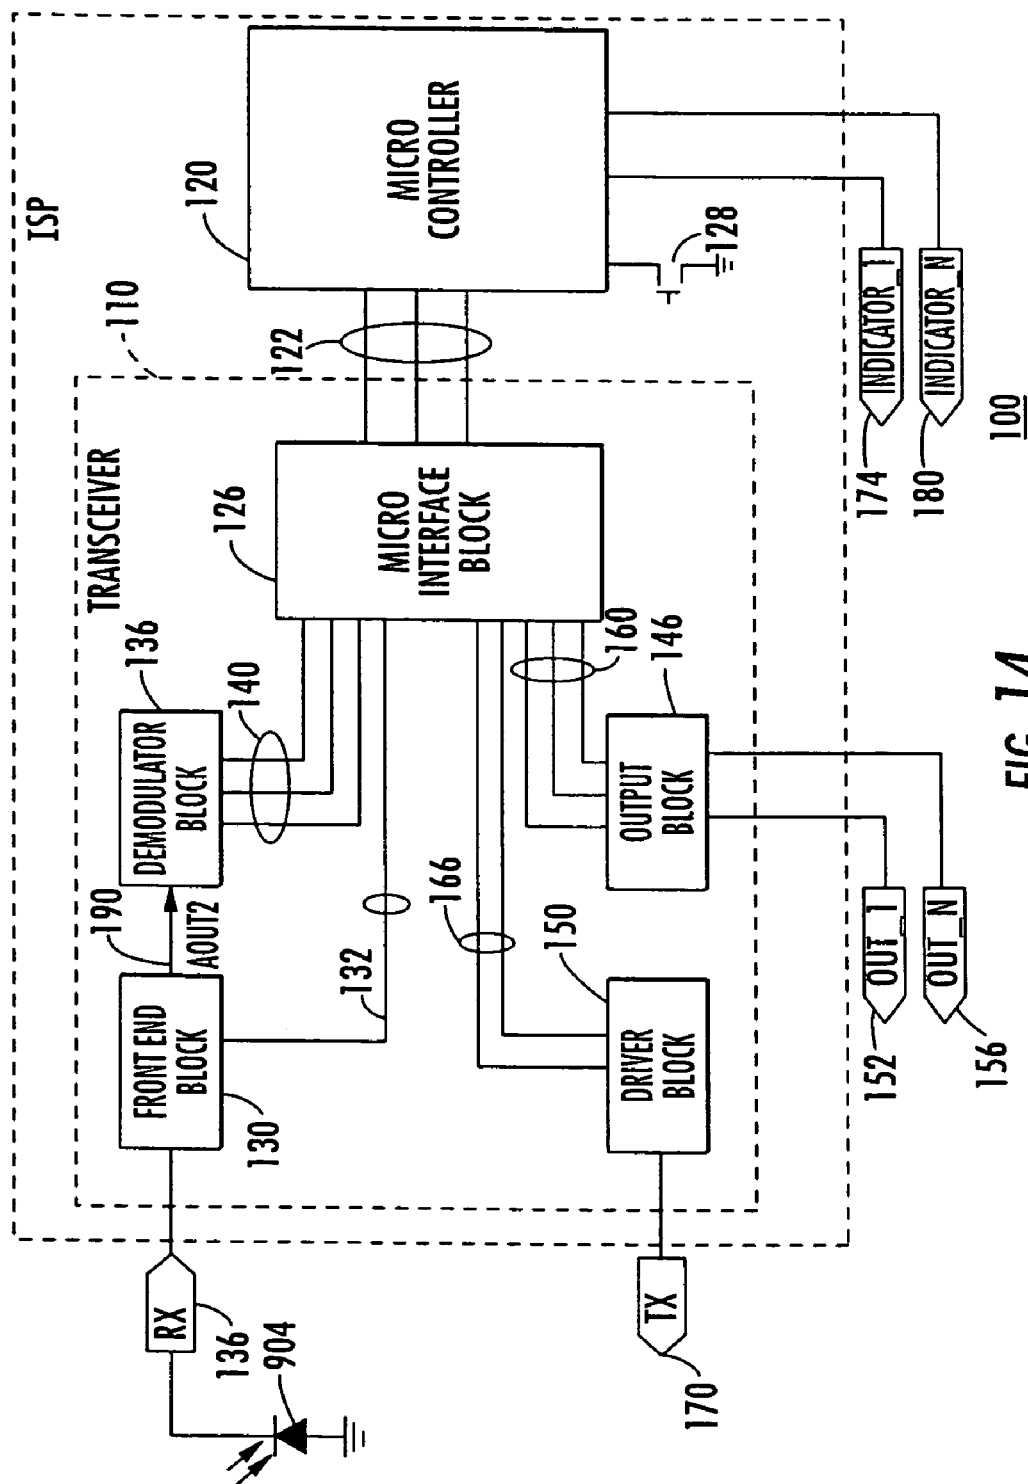 ISP
110
TRANSCEIVER
120
MICRO
CONTROLLER
122
128
126
MICRO
INTERFACE
BLOCK
136
DEMODULATOR
BLOCK
140
190
AOUT2
FRONT END
BLOCK
130
132
RX
136
904
166
160
146
OUTPUT
BLOCK
150
DRIVER
BLOCK
TX
170
OUT_1
152
OUT_N
156
INDICATOR_1
174
INDICATOR_N
180
100
FIG. 14